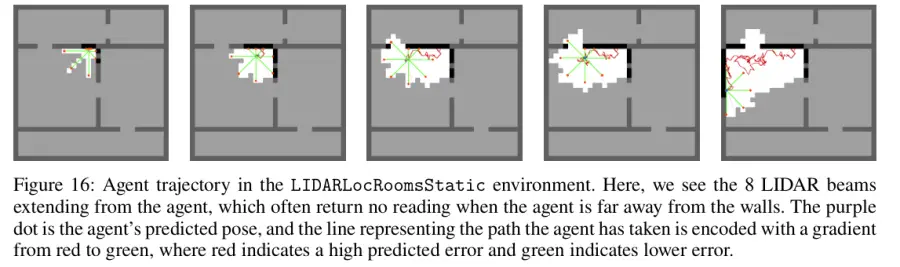 Figure 16: Agent trajectory in the LIDARLocRoomsStatic environment. Here, we see the 8 LIDAR beams
extending from the agent, which often return no reading when the agent is far away from the walls. The purple
dot is the agent's predicted pose, and the line representing the path the agent has taken is encoded with a gradient
from red to green, where red indicates a high predicted error and green indicates lower error.